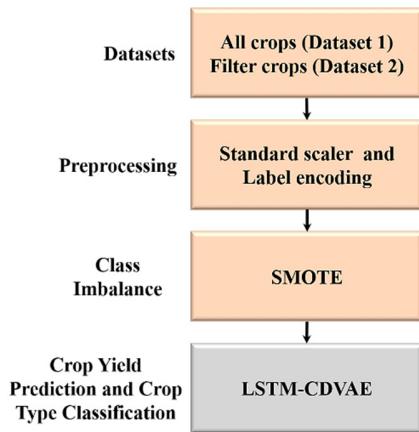 Datasets
All crops (Dataset 1)
Filter crops (Dataset 2)
Preprocessing
Standard scaler and
Label encoding
Class
Imbalance
SMOTE
Crop Yield
Prediction and Crop
Type Classification
LSTM-CDVAE